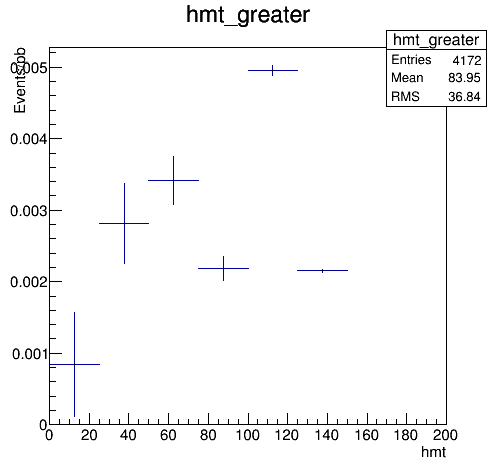 hmt_greater
hmt_greater
Entries 4172
Mean 83.95
RMS 36.84
Events/pb
0.005
0.004
0.003
0.002
0.001
0
0 20 40 60 80 100 120 140 160 180 200
hmt